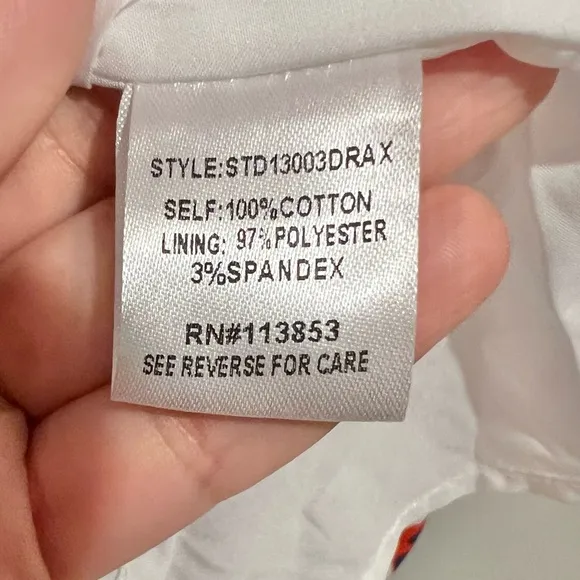 STYLE:STD13003DRAX
SELF:100%COTTON
LINING: 97%POLYESTER
3%SPANDEX
RN#113853
SEE REVERSE FOR CARE